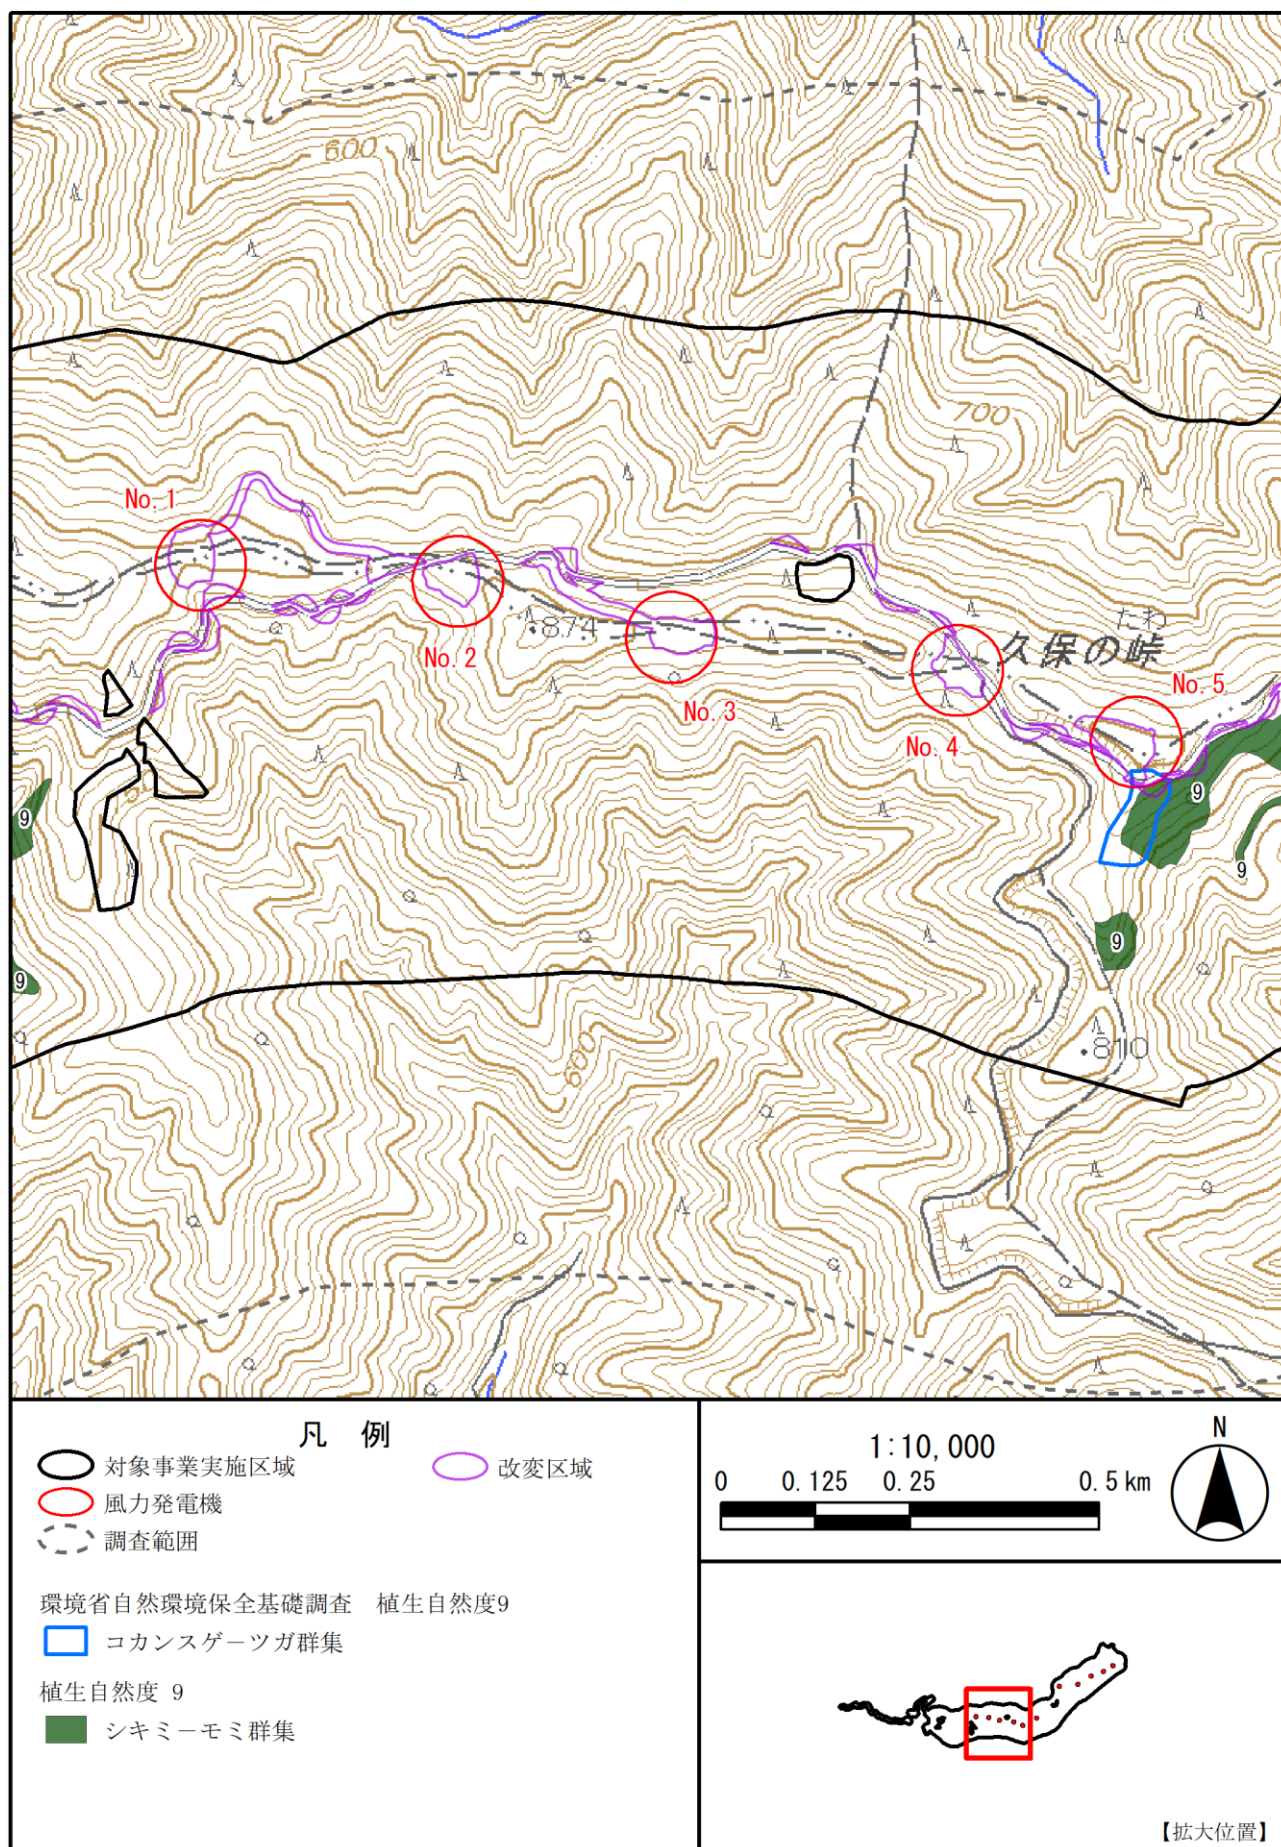 600
700
No. 1
・874
No. 2
No. 3
たわ
久保の峠
No. 5
No. 4
9
9
9
9
9
・810
600
凡 例
対象事業実施区域
改変区域
風力発電機
調査範囲
環境省自然環境保全基礎調査 植生自然度9
コカンスゲ－ツガ群集
植生自然度 9
シキミ－モミ群集
1:10,000
0 0.125 0.25 0.5 km
N
【拡大位置】